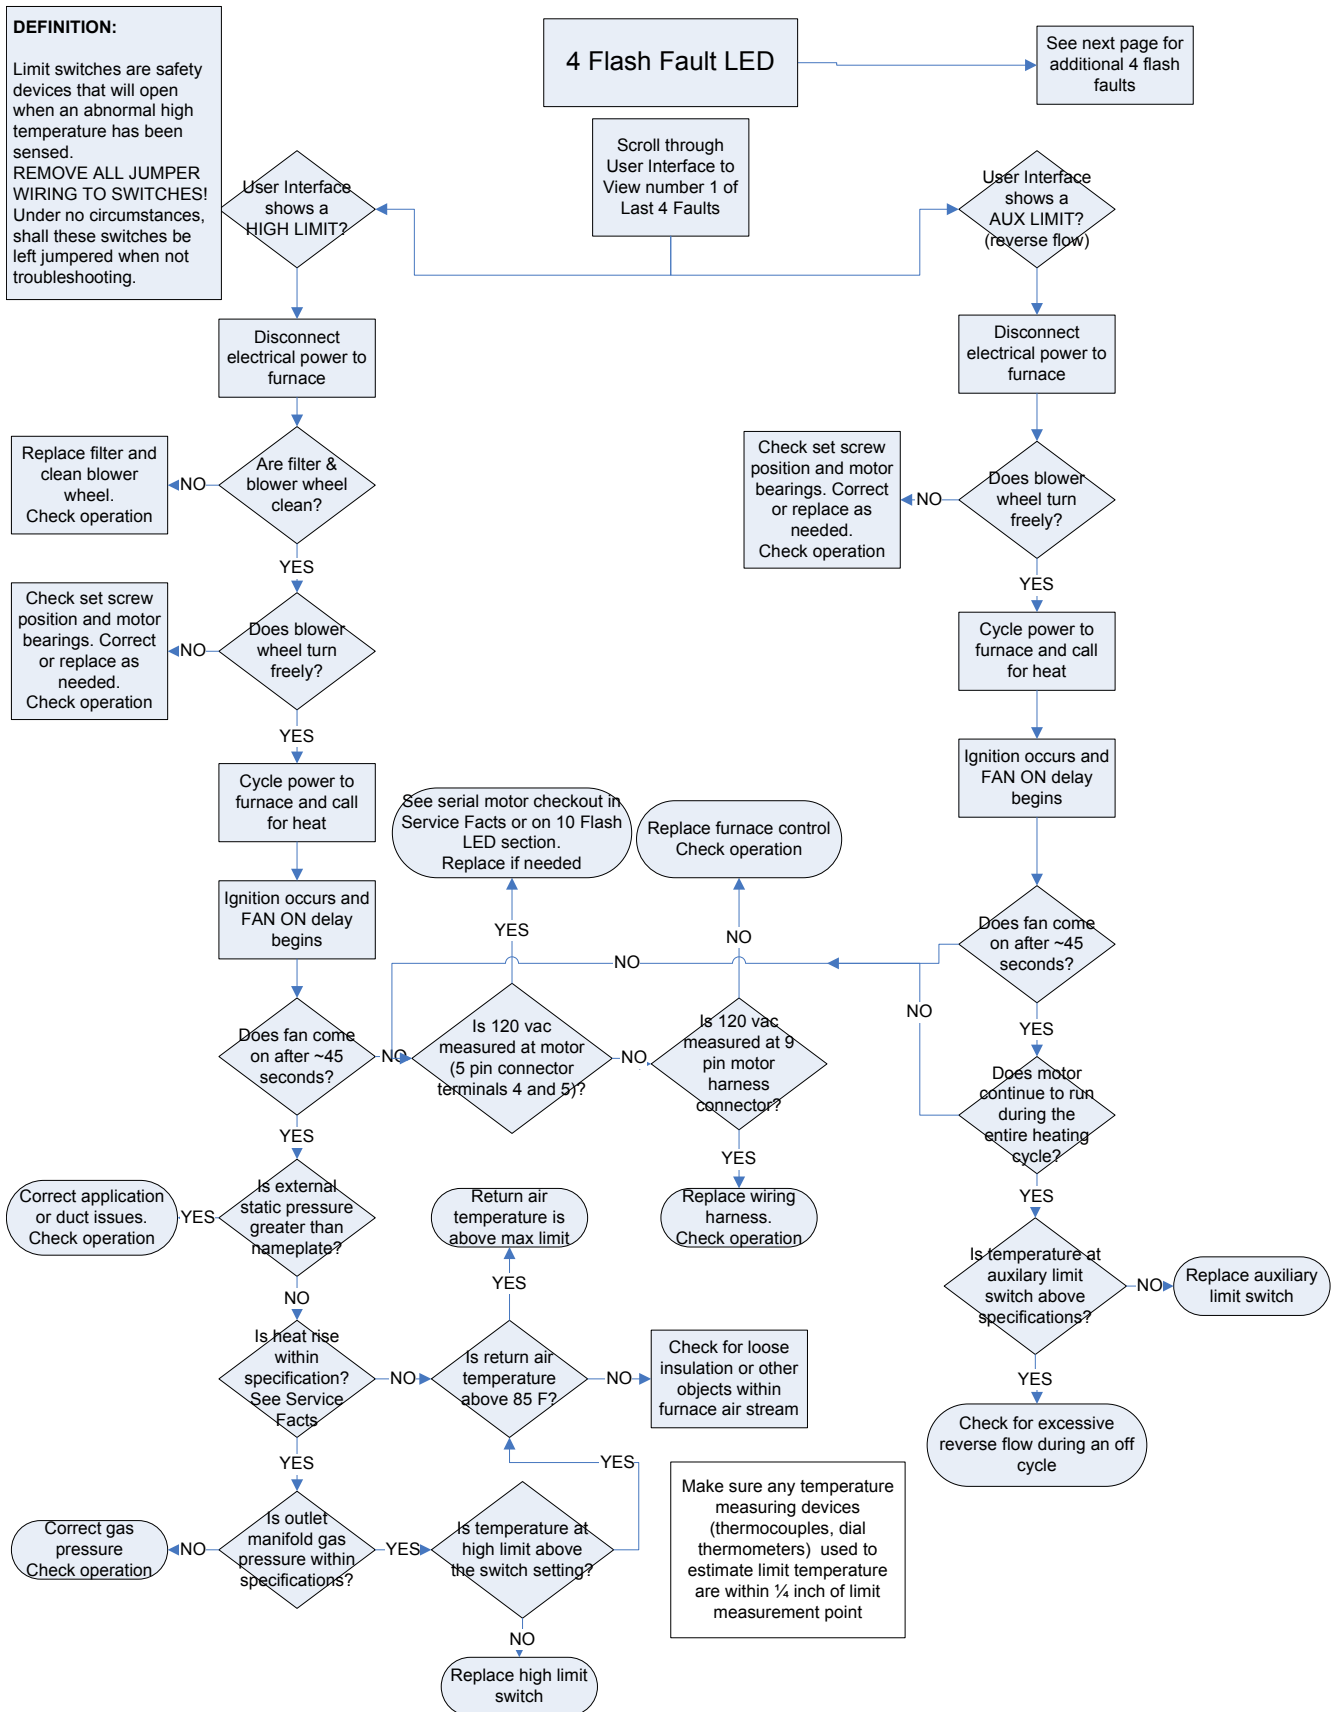 DEFINITION:
Limit switches are safety
devices that will open
when an abnormal high
temperature has been
sensed.
REMOVE ALL JUMPER
WIRING TO SWITCHES!
Under no circumstances,
shall these switches be
left jumpered when not
troubleshooting.
4 Flash Fault LED
See next page for
additional 4 flash
faults
Scroll through
User Interface to
View number 1 of
Last 4 Faults
User Interface
shows a
HIGH LIMIT?
User Interface
shows a
AUX LIMIT?
(reverse flow)
Disconnect
electrical power to
furnace
Disconnect
electrical power to
furnace
Replace filter and
clean blower
wheel.
Check operation
NO
Are filter &
blower wheel
clean?
YES
Check set screw
position and motor
bearings. Correct
or replace as
needed.
Check operation
NO
Does blower
wheel turn
freely?
YES
Check set screw
position and motor
bearings. Correct
or replace as
needed.
Check operation
NO
Does blower
wheel turn
freely?
YES
Cycle power to
furnace and call
for heat
Cycle power to
furnace and call
for heat
Ignition occurs and
FAN ON delay
begins
Ignition occurs and
FAN ON delay
begins
See serial motor checkout in
Service Facts or on 10 Flash
LED section.
Replace if needed
Replace furnace control
Check operation
YES
NO
Does fan come
on after ~45
seconds?
NO
NO
YES
Does fan come
on after ~45
seconds?
NO
Is 120 vac
measured at motor
(5 pin connector
terminals 4 and 5)?
NO
Is 120 vac
measured at 9
pin motor
harness
connector?
Does motor
continue to run
during the
entire heating
cycle?
YES
YES
YES
Correct application
or duct issues.
Check operation
YES
Is external
static pressure
greater than
nameplate?
Return air
temperature is
above max limit
Replace wiring
harness.
Check operation
Is temperature at
auxilary limit
switch above
specifications?
NO
Replace auxiliary
limit switch
NO
YES
Is heat rise
within
specification?
See Service
Facts
NO
Is return air
temperature
above 85 F?
NO
Check for loose
insulation or other
objects within
furnace air stream
YES
Check for excessive
reverse flow during an off
cycle
YES
YES
Correct gas
pressure
Check operation
NO
Is outlet
manifold gas
pressure within
specifications?
YES
Is temperature at
high limit above
the switch setting?
Make sure any temperature
measuring devices
(thermocouples, dial
thermometers) used to
estimate limit temperature
are within ¼ inch of limit
measurement point
NO
Replace high limit
switch